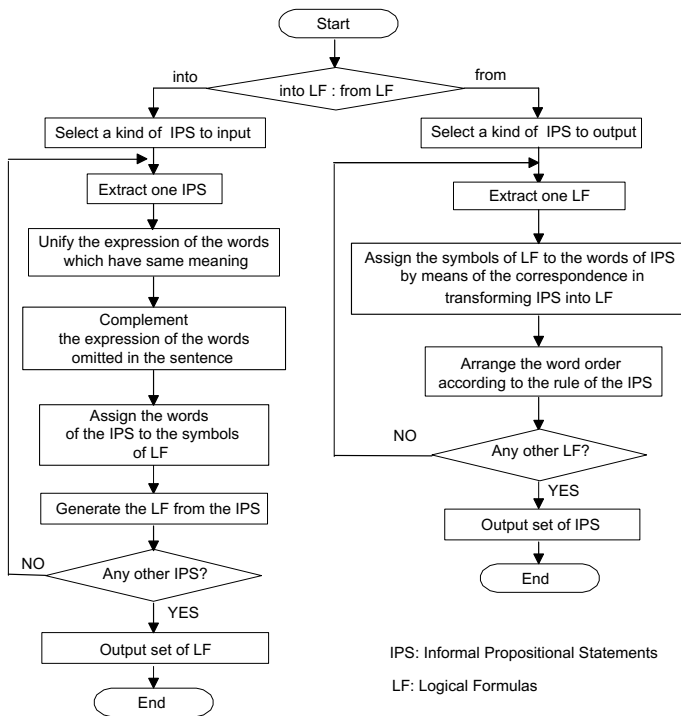 Start
into
from
into LF : from LF
Select a kind of IPS to input
Extract one IPS
Unify the expression of the words
which have same meaning
Complement
the expression of the words
omitted in the sentence
Assign the words
of the IPS to the symbols
of LF
Generate the LF from the IPS
NO
Any other IPS?
YES
Output set of LF
End
Select a kind of IPS to output
Extract one LF
Assign the symbols of LF to the words of IPS
by means of the correspondence in
transforming IPS into LF
Arrange the word order
according to the rule of the IPS
NO
Any other LF?
YES
Output set of IPS
End
IPS: Informal Propositional Statements
LF: Logical Formulas